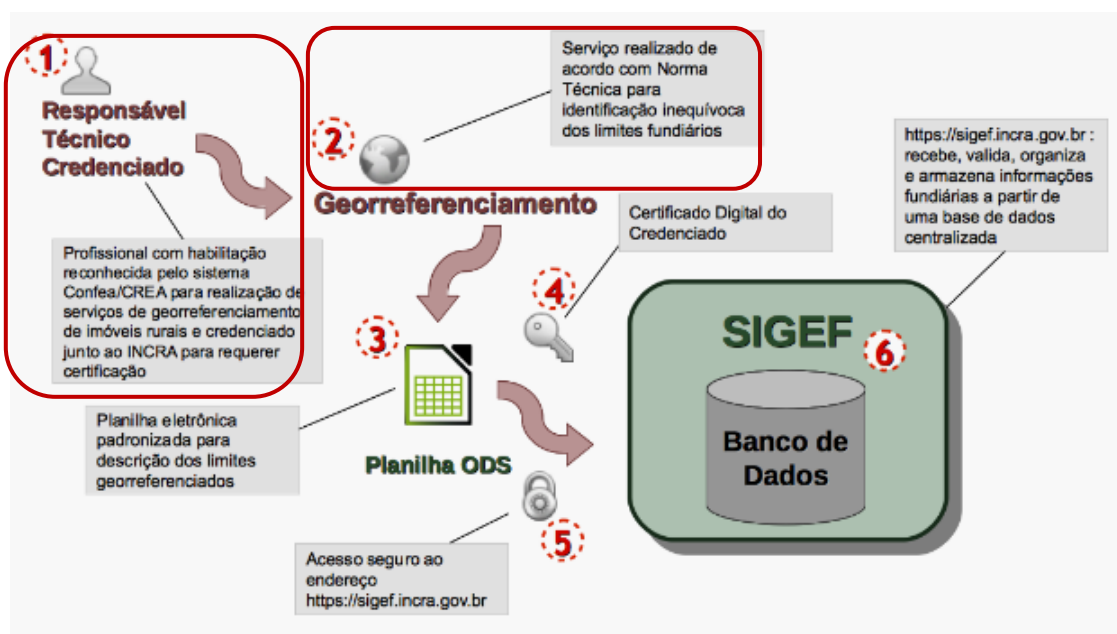 1
Responsável
Técnico
Credenciado
Profissional com habilitação
reconhecida pelo sistema
Confea/CREA para realização de
serviços de georreferenciamento
de imóveis rurais e credenciado
junto ao INCRA para requerer
certificação
2
Serviço realizado de
acordo com Norma
Técnica para
identificação inequívoca
dos limites fundiários
Georreferenciamento
3
Planilha eletrônica
padronizada para
descrição dos limites
georreferenciados
Planilha ODS
4
Certificado Digital do
Credenciado
5
Acesso seguro ao
endereço
https://sigef.incra.gov.br
https://sigef.incra.gov.br :
recebe, valida, organiza
e armazena informações
fundiárias a partir de
uma base de dados
centralizada
SIGEF
6
Banco de
Dados